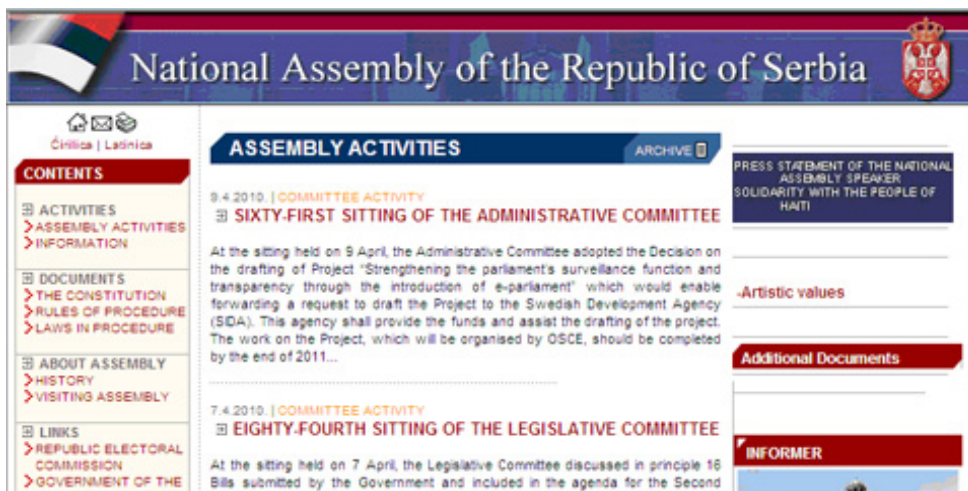 National Assembly of the Republic of Serbia
Ćirilica | Latinica
CONTENTS
ACTIVITIES
ASSEMBLY ACTIVITIES
INFORMATION
DOCUMENTS
THE CONSTITUTION
RULES OF PROCEDURE
LAWS IN PROCEDURE
ABOUT ASSEMBLY
HISTORY
VISITING ASSEMBLY
LINKS
REPUBLIC ELECTORAL
COMMISSION
GOVERNMENT OF THE
ASSEMBLY ACTIVITIES
ARCHIVE
9.4.2010. | COMMITTEE ACTIVITY
SIXTY-FIRST SITTING OF THE ADMINISTRATIVE COMMITTEE
At the sitting held on 9 April, the Administrative Committee adopted the Decision on
the drafting of Project "Strengthening the parliament's surveillance function and
transparency through the introduction of e-parliament" which would enable
forwarding a request to draft the Project to the Swedish Development Agency
(SIDA). This agency shall provide the funds and assist the drafting of the project.
The work on the Project, which will be organised by OSCE, should be completed
by the end of 2011...
7.4.2010. | COMMITTEE ACTIVITY
EIGHTY-FOURTH SITTING OF THE LEGISLATIVE COMMITTEE
At the sitting held on 7 April, the Legislative Committee discussed in principle 16
Bills submitted by the Government and included in the agenda for the Second
PRESS STATEMENT OF THE NATIONAL
ASSEMBLY SPEAKER
SOLIDARITY WITH THE PEOPLE OF
HAITI
-Artistic values
Additional Documents
INFORMER